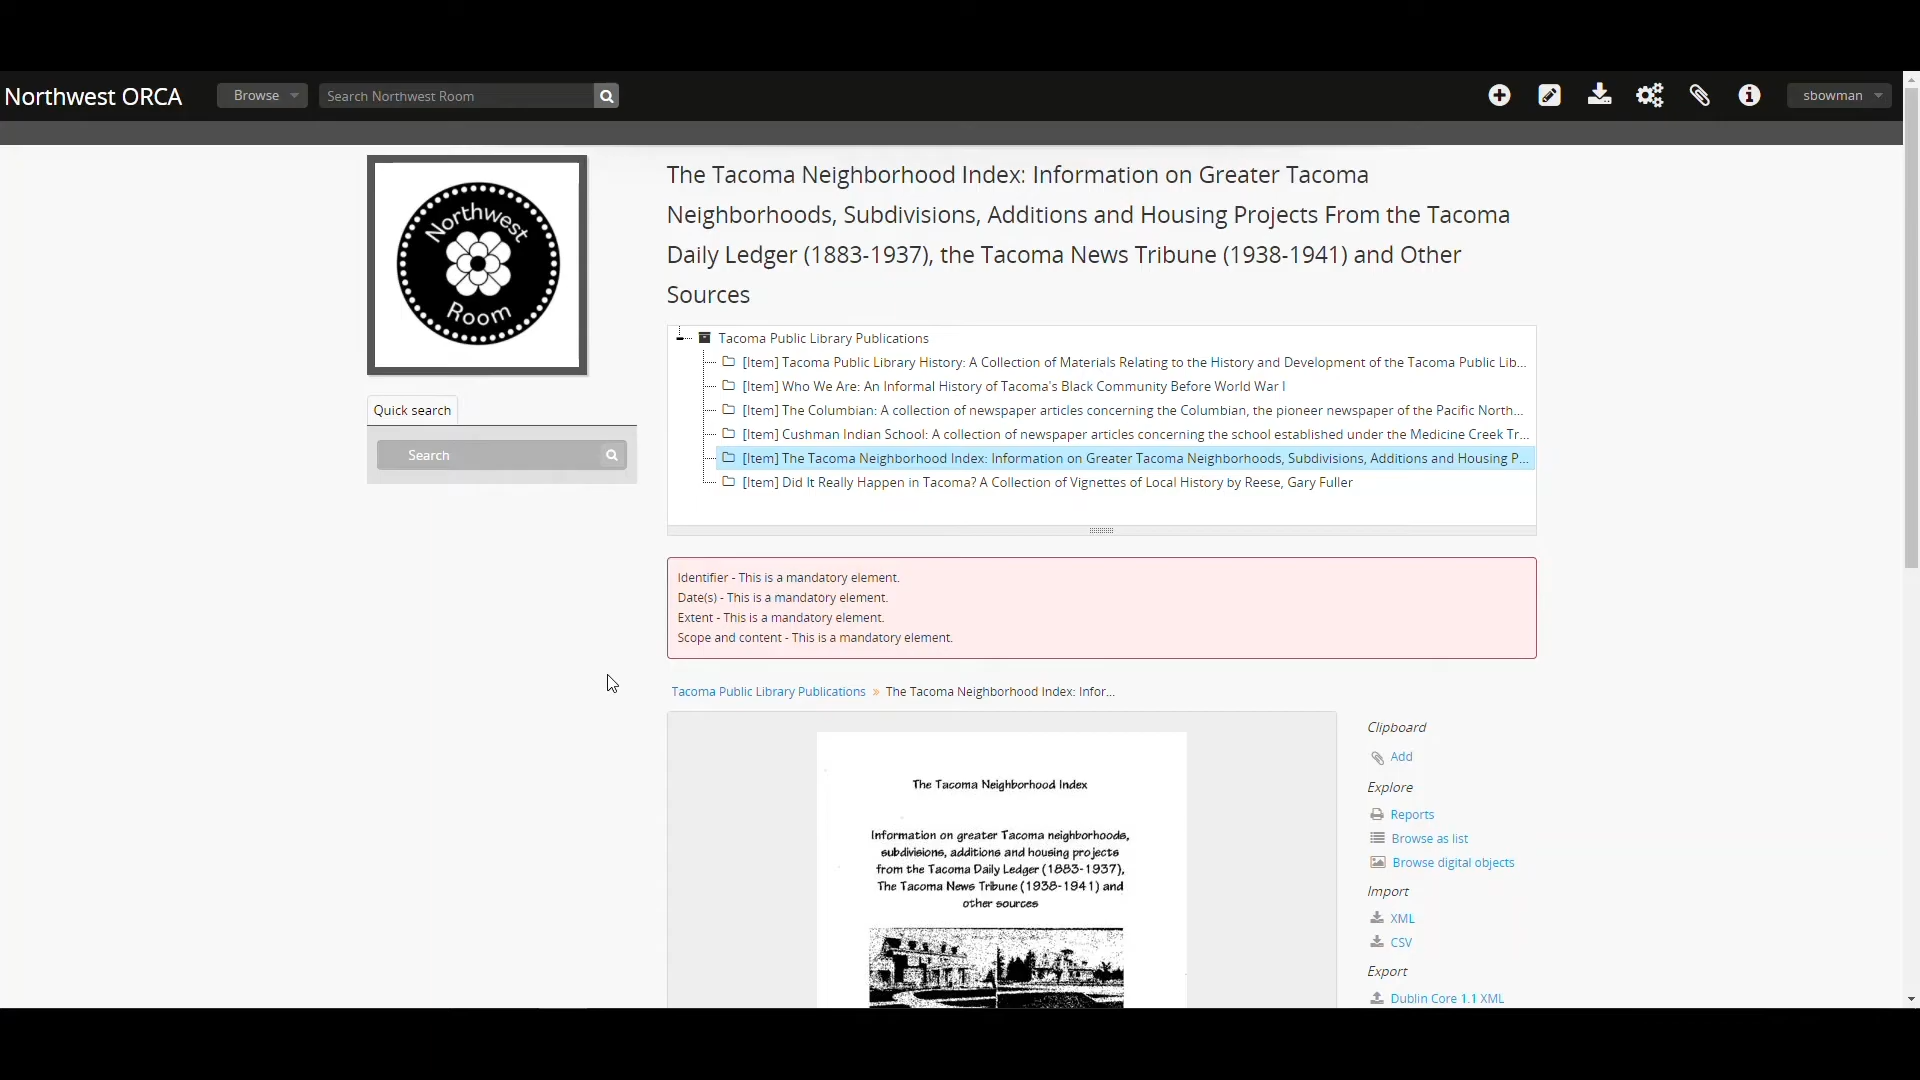 Northwest ORCA
Browse
Search Northwest Room
sbowman
Northwest
Room
Quick search
Search
The Tacoma Neighborhood Index: Information on Greater Tacoma
Neighborhoods, Subdivisions, Additions and Housing Projects From the Tacoma
Daily Ledger (1883-1937), the Tacoma News Tribune (1938-1941) and Other
Sources
Tacoma Public Library Publications
[Item] Tacoma Public Library History: A Collection of Materials Relating to the History and Development of the Tacoma Public Lib...
[Item] Who We Are: An Informal History of Tacoma's Black Community Before World War I
[Item] The Columbian: A collection of newspaper articles concerning the Columbian, the pioneer newspaper of the Pacific North...
[Item] Cushman Indian School: A collection of newspaper articles concerning the school established under the Medicine Creek Tr...
[Item] The Tacoma Neighborhood Index: Information on Greater Tacoma Neighborhoods, Subdivisions, Additions and Housing P...
[Item] Did It Really Happen in Tacoma? A Collection of Vignettes of Local History by Reese, Gary Fuller
Identifier - This is a mandatory element.
Date(s) - This is a mandatory element.
Extent - This is a mandatory element.
Scope and content - This is a mandatory element.
Tacoma Public Library Publications » The Tacoma Neighborhood Index: Infor...
The Tacoma Neighborhood Index
Information on greater Tacoma neighborhoods,
subdivisions, additions and housing projects
from the Tacoma Daily Ledger (1883-1937),
The Tacoma News Tribune (1938-1941) and
other sources
Clipboard
Add
Explore
Reports
Browse as list
Browse digital objects
Import
XML
CSV
Export
Dublin Core 1.1 XML